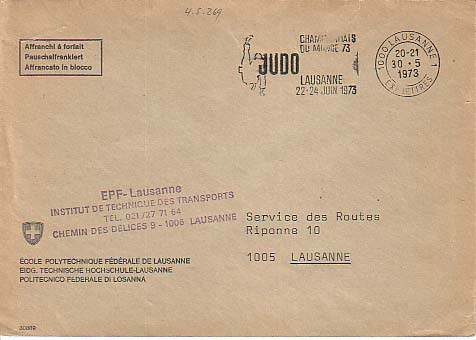 4.5.269
Affranchi à forfait
Pauschalfrankiert
Affrancato in blocco
CHAMPIONNATS
DU MONDE 73
JUDO
LAUSANNE
22-24 JUIN 1973
1000 LAUSANNE 1
20-21
30.-5
1973
EXP. LETTRES
EPF-Lausanne
INSTITUT DE TECHNIQUE DES TRANSPORTS
TEL. 021/27 71 64
CHEMIN DES DÉLICES 9 - 1006 LAUSANNE
Service des Routes
Riponne 10
1005 LAUSANNE
ÉCOLE POLYTECHNIQUE FÉDÉRALE DE LAUSANNE
EIDG. TECHNISCHE HOCHSCHULE-LAUSANNE
POLITECNICO FEDERALE DI LOSANNA
30889